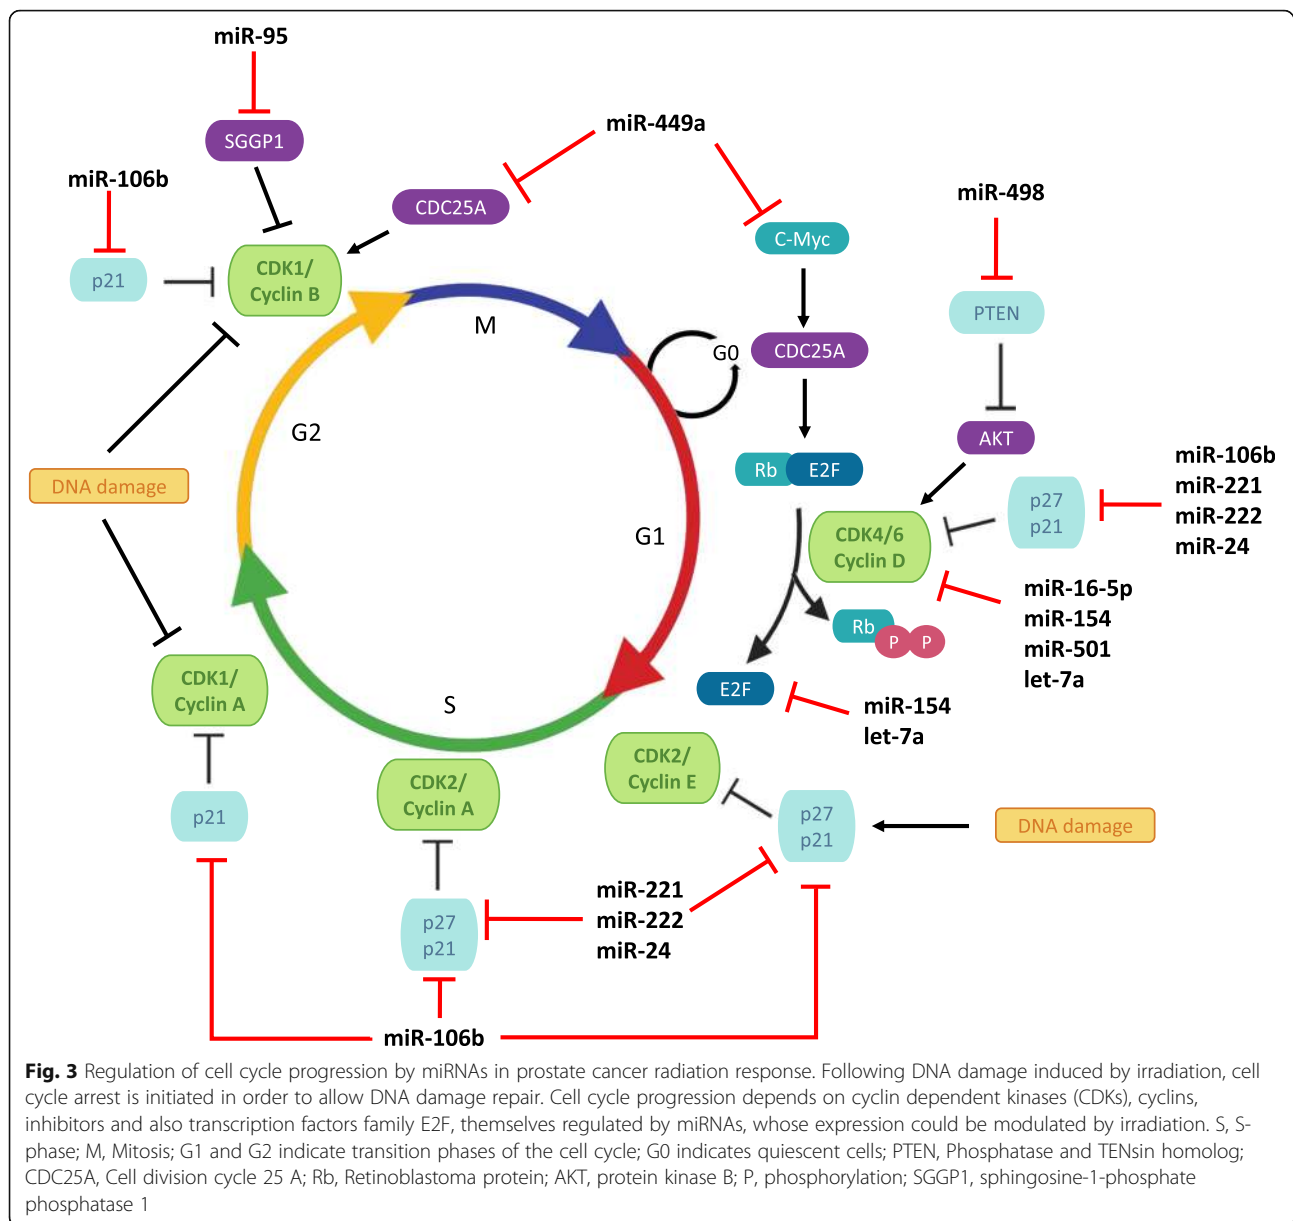 miR-95
SGGP1
miR-449a
miR-106b
CDC25A
miR-498
C-Myc
p21
CDK1/
Cyclin B
PTEN
M
G0
CDC25A
G2
AKT
Rb
E2F
miR-106b
miR-221
miR-222
miR-24
DNA damage
p27
p21
G1
CDK4/6
Cyclin D
miR-16-5p
miR-154
miR-501
let-7a
Rb
P
P
CDK1/
Cyclin A
S
E2F
miR-154
let-7a
CDK2/
Cyclin E
CDK2/
Cyclin A
p21
p27
p21
DNA damage
miR-221
miR-222
miR-24
p27
p21
miR-106b
Fig. 3 Regulation of cell cycle progression by miRNAs in prostate cancer radiation response. Following DNA damage induced by irradiation, cell
cycle arrest is initiated in order to allow DNA damage repair. Cell cycle progression depends on cyclin dependent kinases (CDKs), cyclins,
inhibitors and also transcription factors family E2F, themselves regulated by miRNAs, whose expression could be modulated by irradiation. S, S-
phase; M, Mitosis; G1 and G2 indicate transition phases of the cell cycle; G0 indicates quiescent cells; PTEN, Phosphatase and TENsin homolog;
CDC25A, Cell division cycle 25 A; Rb, Retinoblastoma protein; AKT, protein kinase B; P, phosphorylation; SGGP1, sphingosine-1-phosphate
phosphatase 1